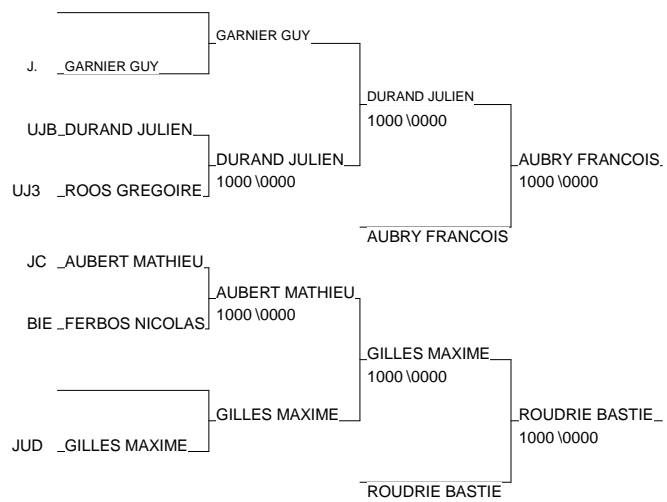 GARNIER GUY
J. GARNIER GUY
DURAND JULIEN
1000 \0000
UJB DURAND JULIEN
DURAND JULIEN
1000 \0000
AUBRY FRANCOIS
1000 \0000
UJ3 ROOS GREGOIRE
AUBRY FRANCOIS
JC AUBERT MATHIEU
AUBERT MATHIEU
1000 \0000
BIE FERBOS NICOLAS
GILLES MAXIME
1000 \0000
GILLES MAXIME
ROUDRIE BASTIE
1000 \0000
JUD GILLES MAXIME
ROUDRIE BASTIE